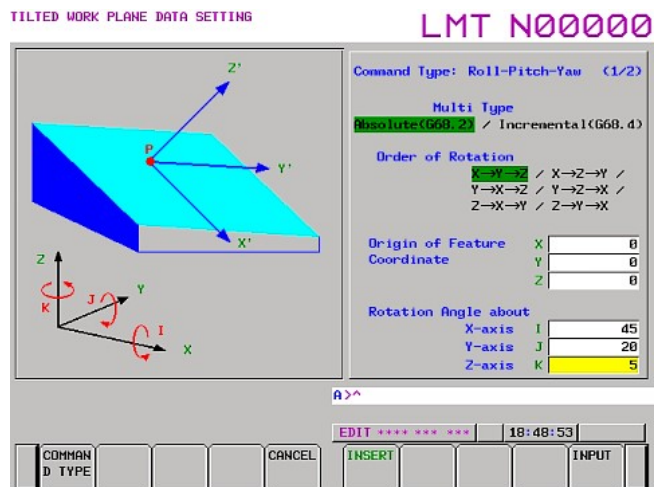 TILTED WORK PLANE DATA SETTING
LMT N00000
Z'
P
Y'
X'
Z
Y
J
K
I
X
Command Type: Roll-Pitch-Yaw (1/2)
Multi Type
Absolute(G68.2) / Incremental(G68.4)
Order of Rotation
X→Y→Z / X→Z→Y /
Y→X→Z / Y→Z→X /
Z→X→Y / Z→Y→X
Origin of Feature X 0
Coordinate Y 0
Z 0
Rotation Angle about
X-axis I 45
Y-axis J 20
Z-axis K 5
A>^
EDIT **** *** *** 18:48:53
COMMAN
D TYPE
CANCEL
INSERT
INPUT